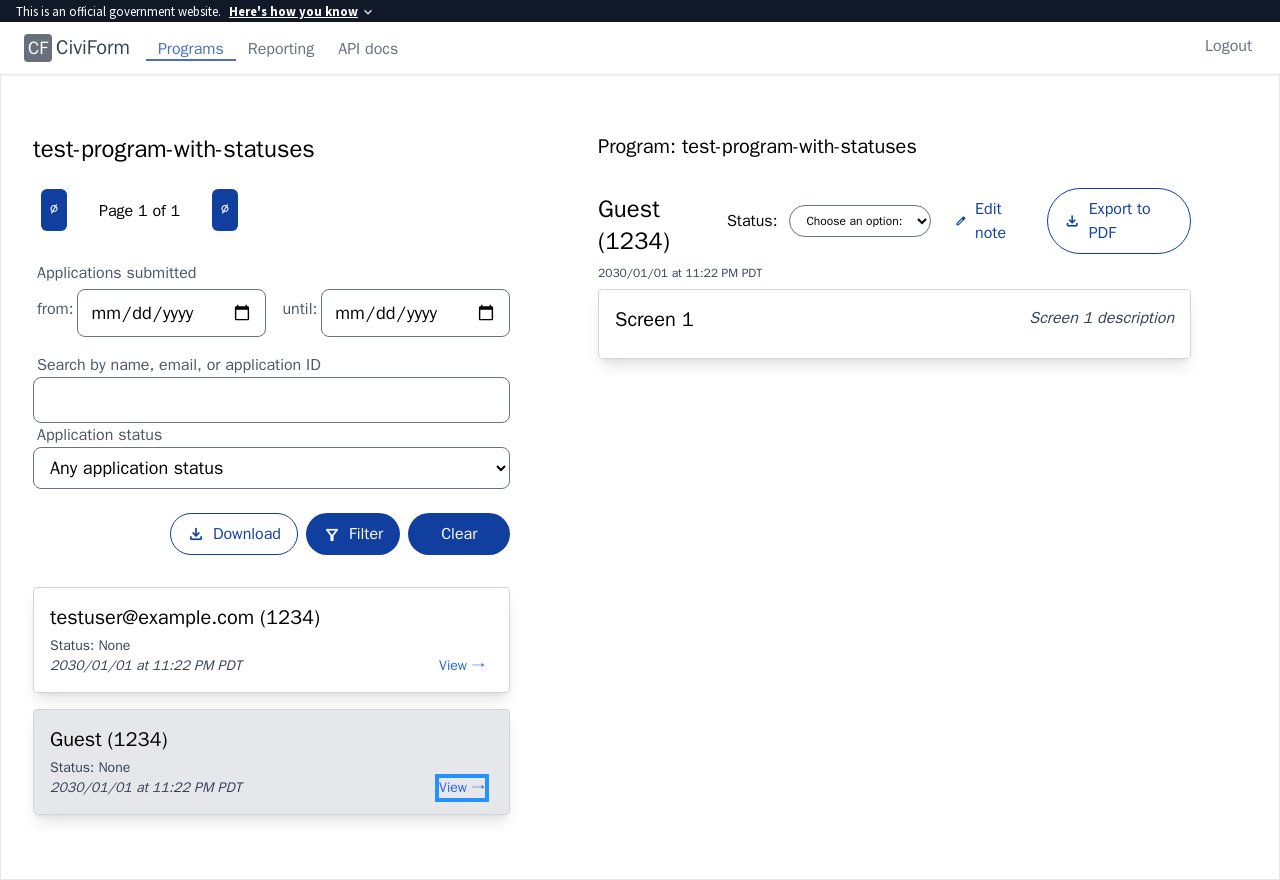 This is an official government website. Here's how you know
CF CiviForm Programs Reporting API docs Logout
test-program-with-statuses
Ø Page 1 of 1 Ø
Applications submitted
from: mm/dd/yyyy until: mm/dd/yyyy
Search by name, email, or application ID
Application status
Any application status
Download Filter Clear
testuser@example.com (1234)
Status: None
2030/01/01 at 11:22 PM PDT View →
Guest (1234)
Status: None
2030/01/01 at 11:22 PM PDT View →
Program: test-program-with-statuses
Guest
(1234)
Status: Choose an option:
Edit
note
Export to
PDF
2030/01/01 at 11:22 PM PDT
Screen 1 Screen 1 description